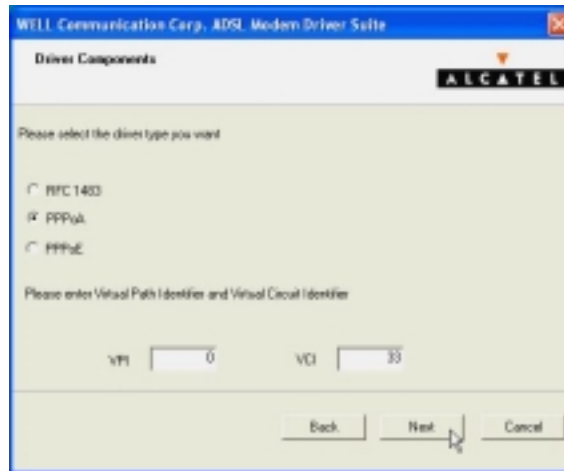 WELL Communication Corp. ADSL Modem Driver Suite
Driver Components
ALCATEL
Please select the driver type you want
RFC 1483
PPPoA
PPPoE
Please enter Virtual Path Identifier and Virtual Circuit Identifier
VPI 0 VCI 33
Back Next Cancel